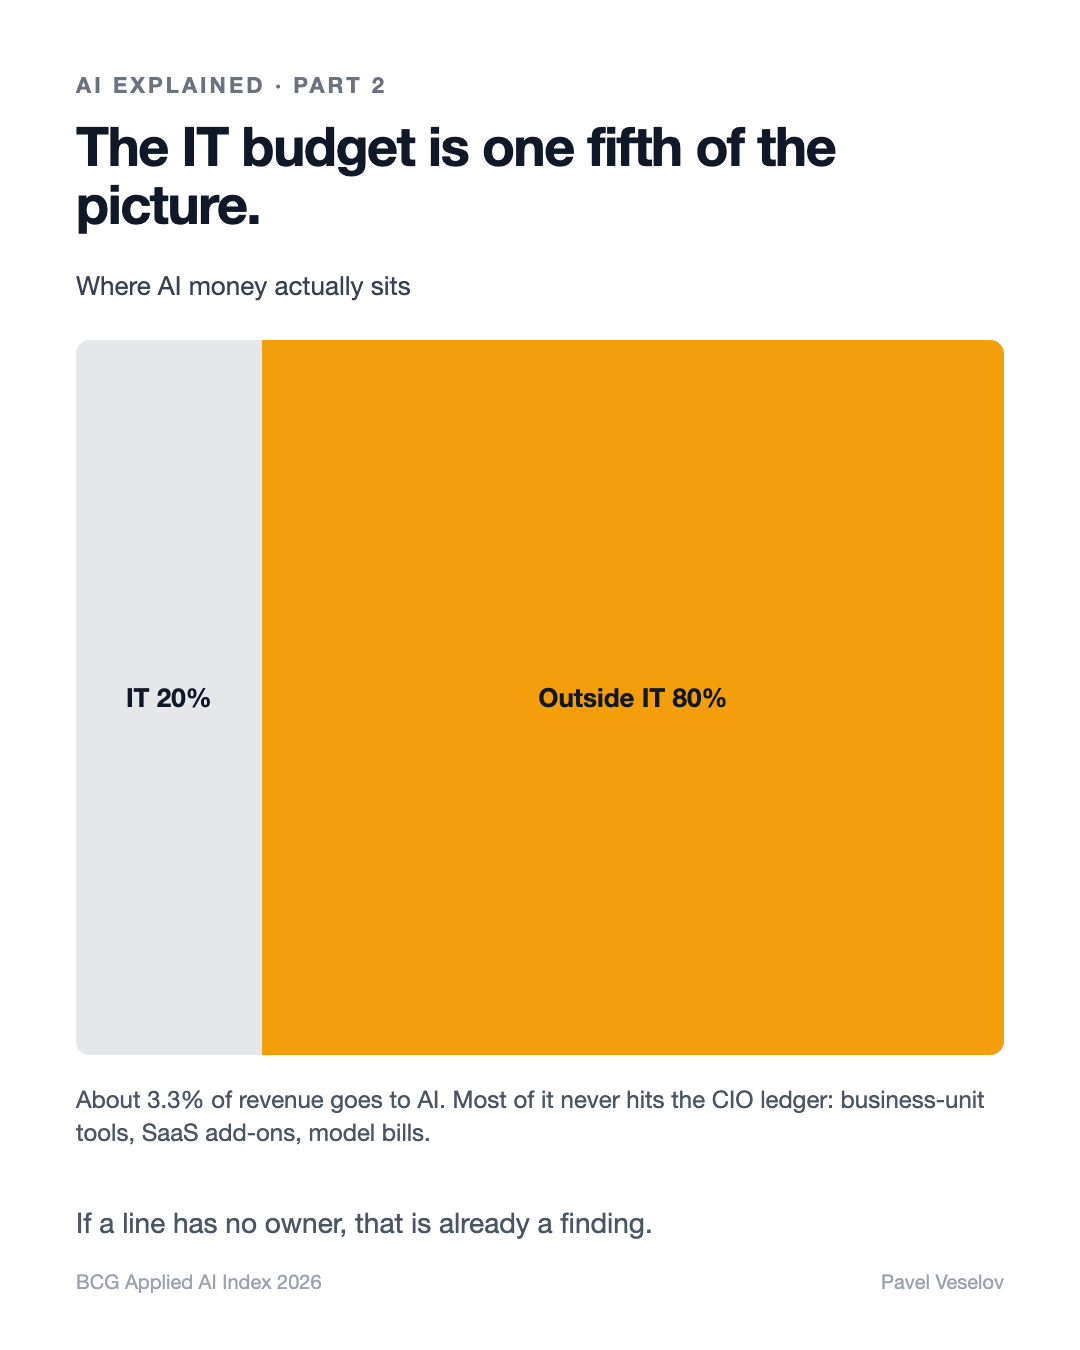 AI EXPLAINED · PART 2
The IT budget is one fifth of the
picture.
Where AI money actually sits
IT 20%
Outside IT 80%
About 3.3% of revenue goes to AI. Most of it never hits the CIO ledger: business-unit
tools, SaaS add-ons, model bills.
If a line has no owner, that is already a finding.
BCG Applied AI Index 2026
Pavel Veselov